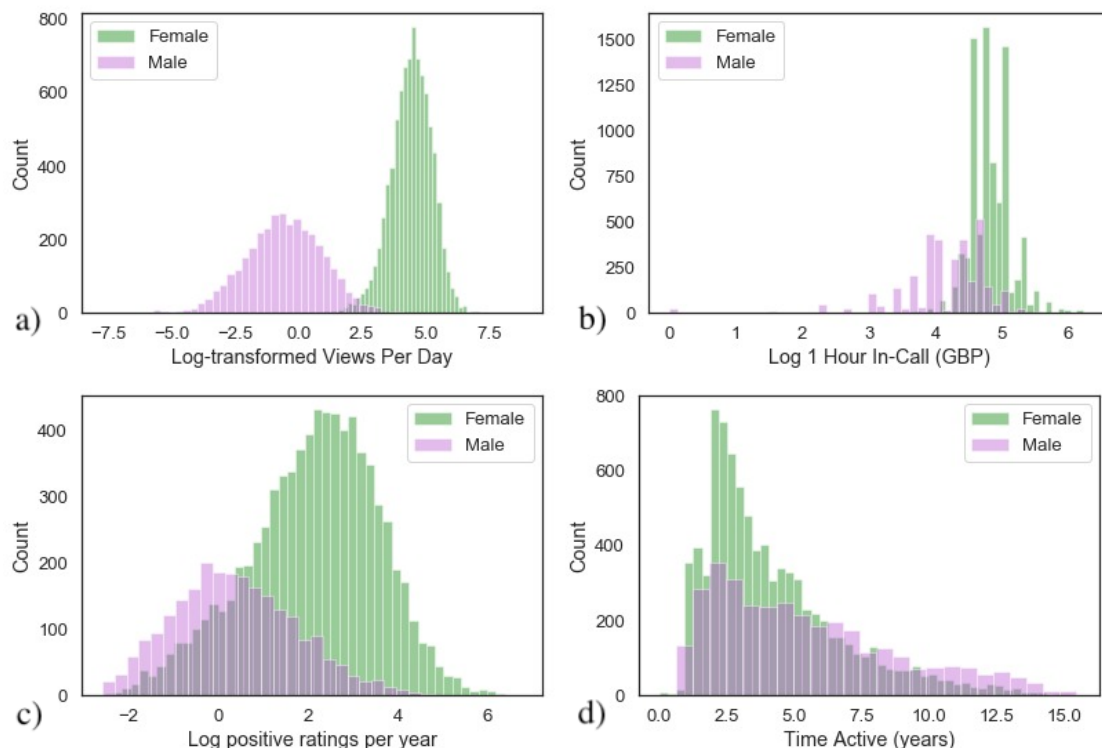 800
600
400
200
0
Count
Female
Male
-7.5 -5.0 -2.5 0.0 2.5 5.0 7.5
Log-transformed Views Per Day
a)
1500
1250
1000
750
500
250
0
Count
Female
Male
0 1 2 3 4 5 6
Log 1 Hour In-Call (GBP)
b)
400
300
200
100
0
Count
Female
Male
−2 0 2 4 6
Log positive ratings per year
c)
800
600
400
200
0
Count
Female
Male
0.0 2.5 5.0 7.5 10.0 12.5 15.0
Time Active (years)
d)